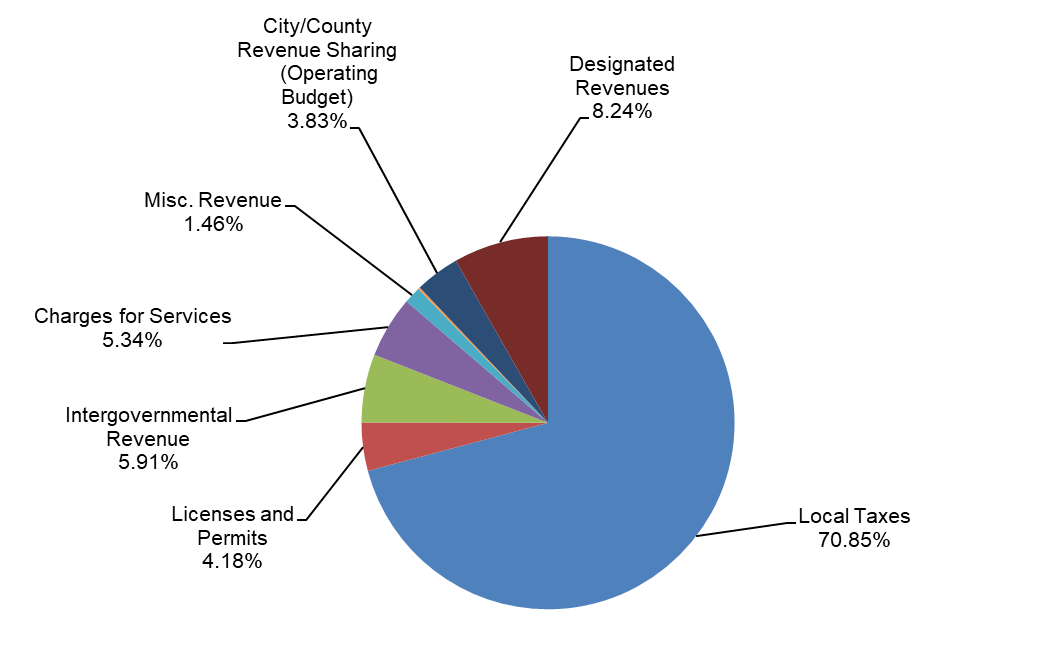 City/County
Revenue Sharing
(Operating
Budget)
3.83%
Designated
Revenues
8.24%
Misc. Revenue
1.46%
Charges for Services
5.34%
Intergovernmental
Revenue
5.91%
Licenses and
Permits
4.18%
Local Taxes
70.85%